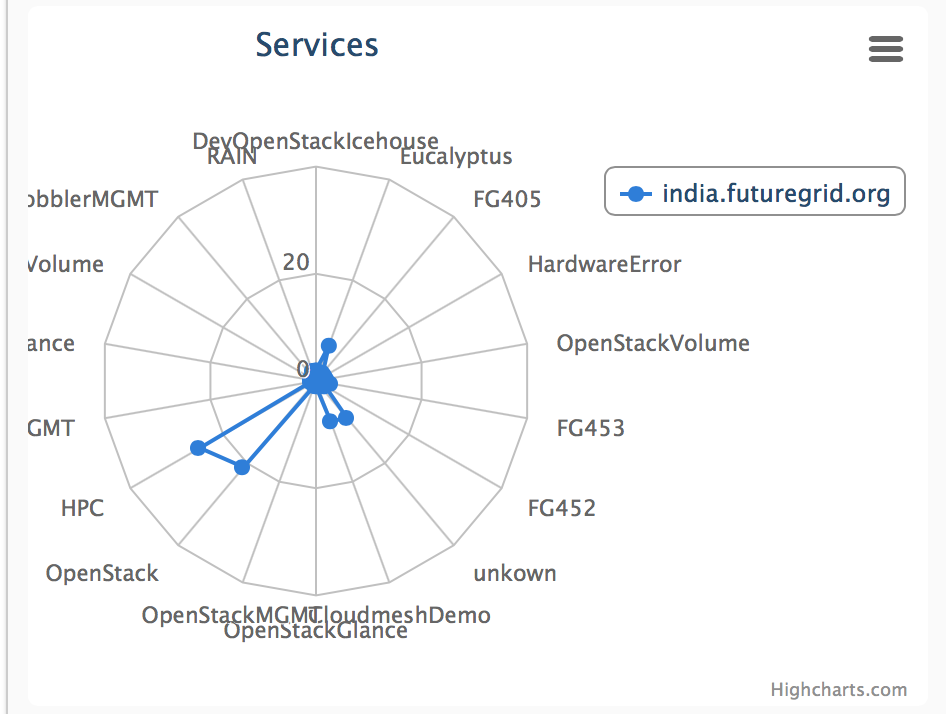 Services
DevOpenStackIcehouse
RAIN
Eucalyptus
obblerMGMT
FG405
india.futuregrid.org
Volume
20
HardwareError
ance
0
OpenStackVolume
GMT
FG453
HPC
FG452
OpenStack
unkown
OpenStackMGMT
CloudmeshDemo
OpenStackGlance
Highcharts.com